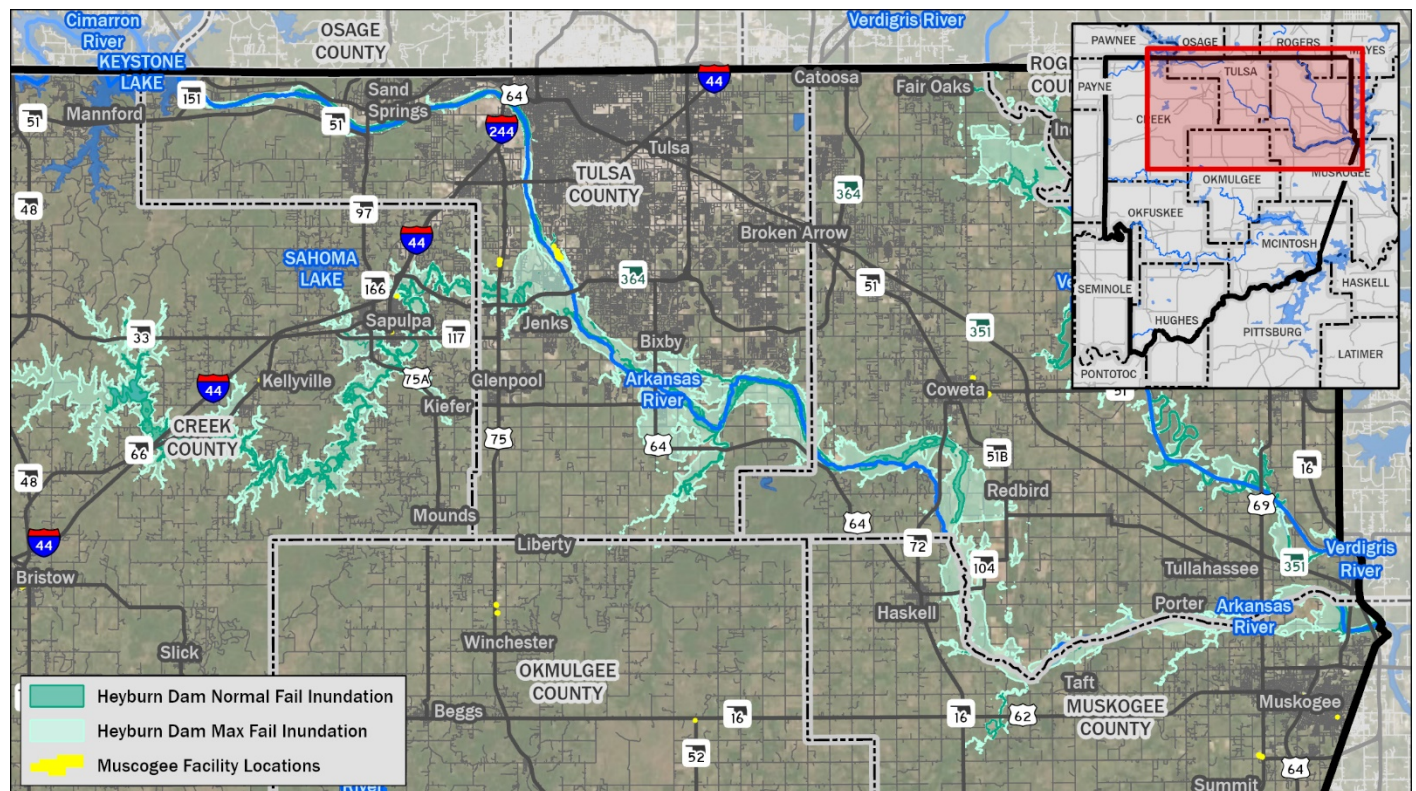 Cimarron
River
OSAGE
COUNTY
Verdigris River
KEYSTONE
LAKE
44
Catoosa
ROG
COU
Fair Oaks
151
Sand
Springs
64
51
Mannford
51
244
Tulsa
TULSA
COUNTY
364
48
97
Broken Arrow
SAHOMA
LAKE
44
166
364
51
Sapulpa
Jenks
33
117
Bixby
351
44
Kellyville
75A
Glenpool
Arkansas
River
Coweta
51
Kiefer
CREEK
COUNTY
66
75
64
16
48
51B
Redbird
69
Mounds
64
44
Liberty
72
Verdigris
River
Bristow
104
Tullahassee
351
Haskell
Porter
Arkansas
River
Winchester
Slick
OKMULGEE
COUNTY
Taft
MUSKOGEE
COUNTY
Muskogee
Beggs
16
16
62
52
64
Summit
River
PAWNEE
OSAGE
ROGERS
MAYES
TULSA
PAYNE
CREEK
OKMULGEE
MUSKOGEE
OKFUSKEE
MCINTOSH
SEMINOLE
HASKELL
HUGHES
PITTSBURG
LATIMER
PONTOTOC
Heyburn Dam Normal Fail Inundation
Heyburn Dam Max Fail Inundation
Muscogee Facility Locations